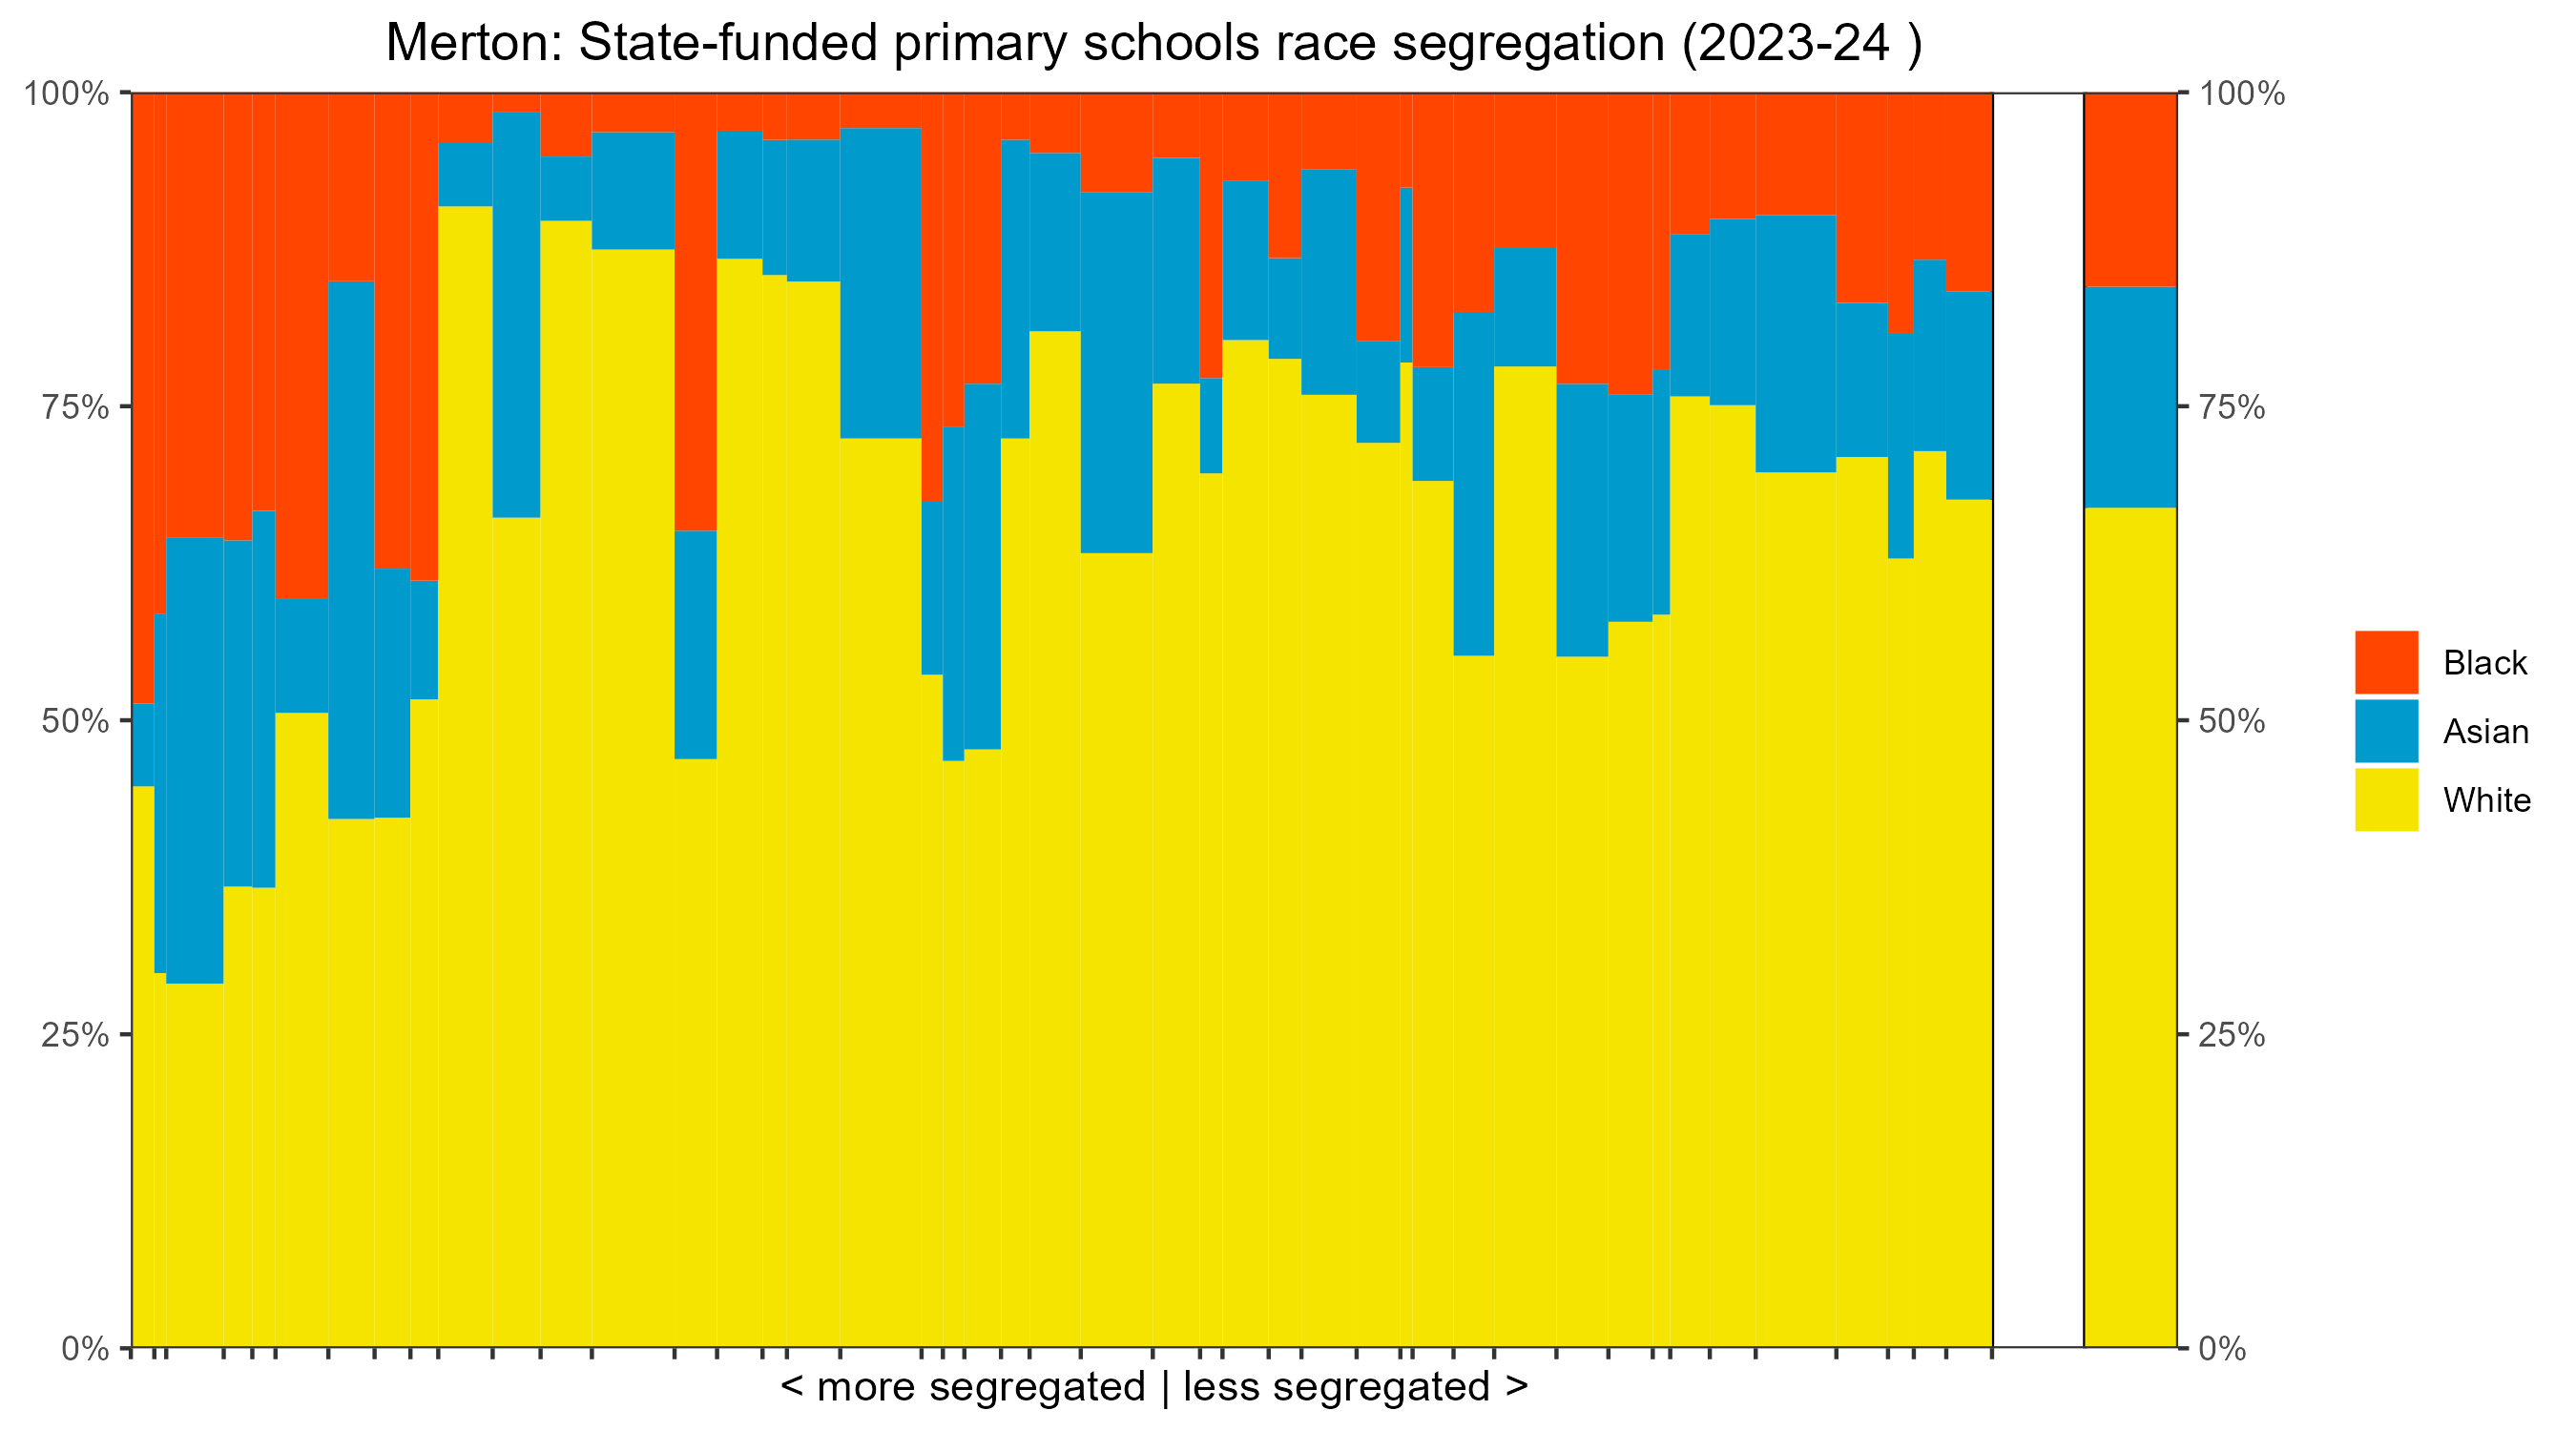 Merton: State-funded primary schools race segregation (2023-24 )
100%
75%
50%
25%
0%
100%
75%
50%
25%
0%
Black
Asian
White
< more segregated | less segregated >